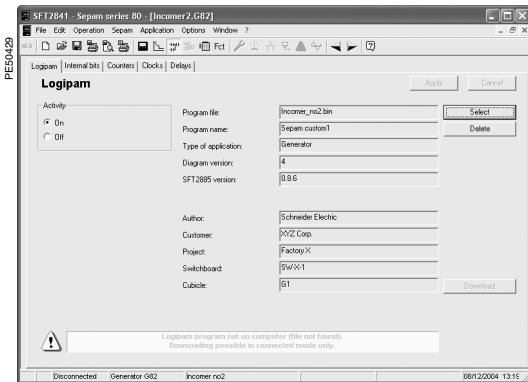 PE50429
SFT2841 - Sepam series 80 - [Incomer2.G82]
File Edit Operation Sepam Application Options Window ?
Fct
Logipam Internal bits Counters Clocks Delays
Logipam
Apply Cancel
Activity
On
Off
Program file: Incomer_no2.bin Select
Program name: Sepam custom1 Delete
Type of application: Generator
Diagram version: 4
SFT2885 version: 0.8.6
Author: Schneider Electric
Customer: XYZ Corp.
Project: Factory X
Switchboard: SW-X-1
Cubicle: G1 Download
Logipam program not on computer (file not found).
Downoading possible in connected mode only.
Disconnected Generator G82 Incomer no2 08/12/2004 13:19